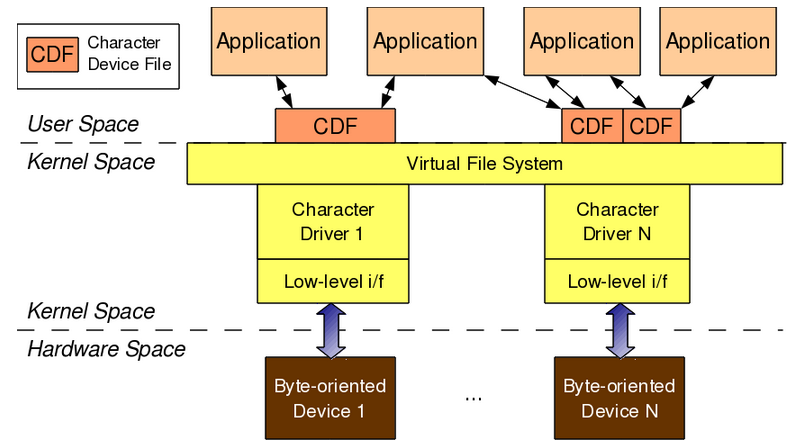 CDF
Character
Device File
Application
Application
Application
Application
User Space
CDF
CDF
CDF
Kernel Space
Virtual File System
Character
Driver 1
Character
Driver N
Low-level i/f
Low-level i/f
Kernel Space
Hardware Space
Byte-oriented
Device 1
...
Byte-oriented
Device N